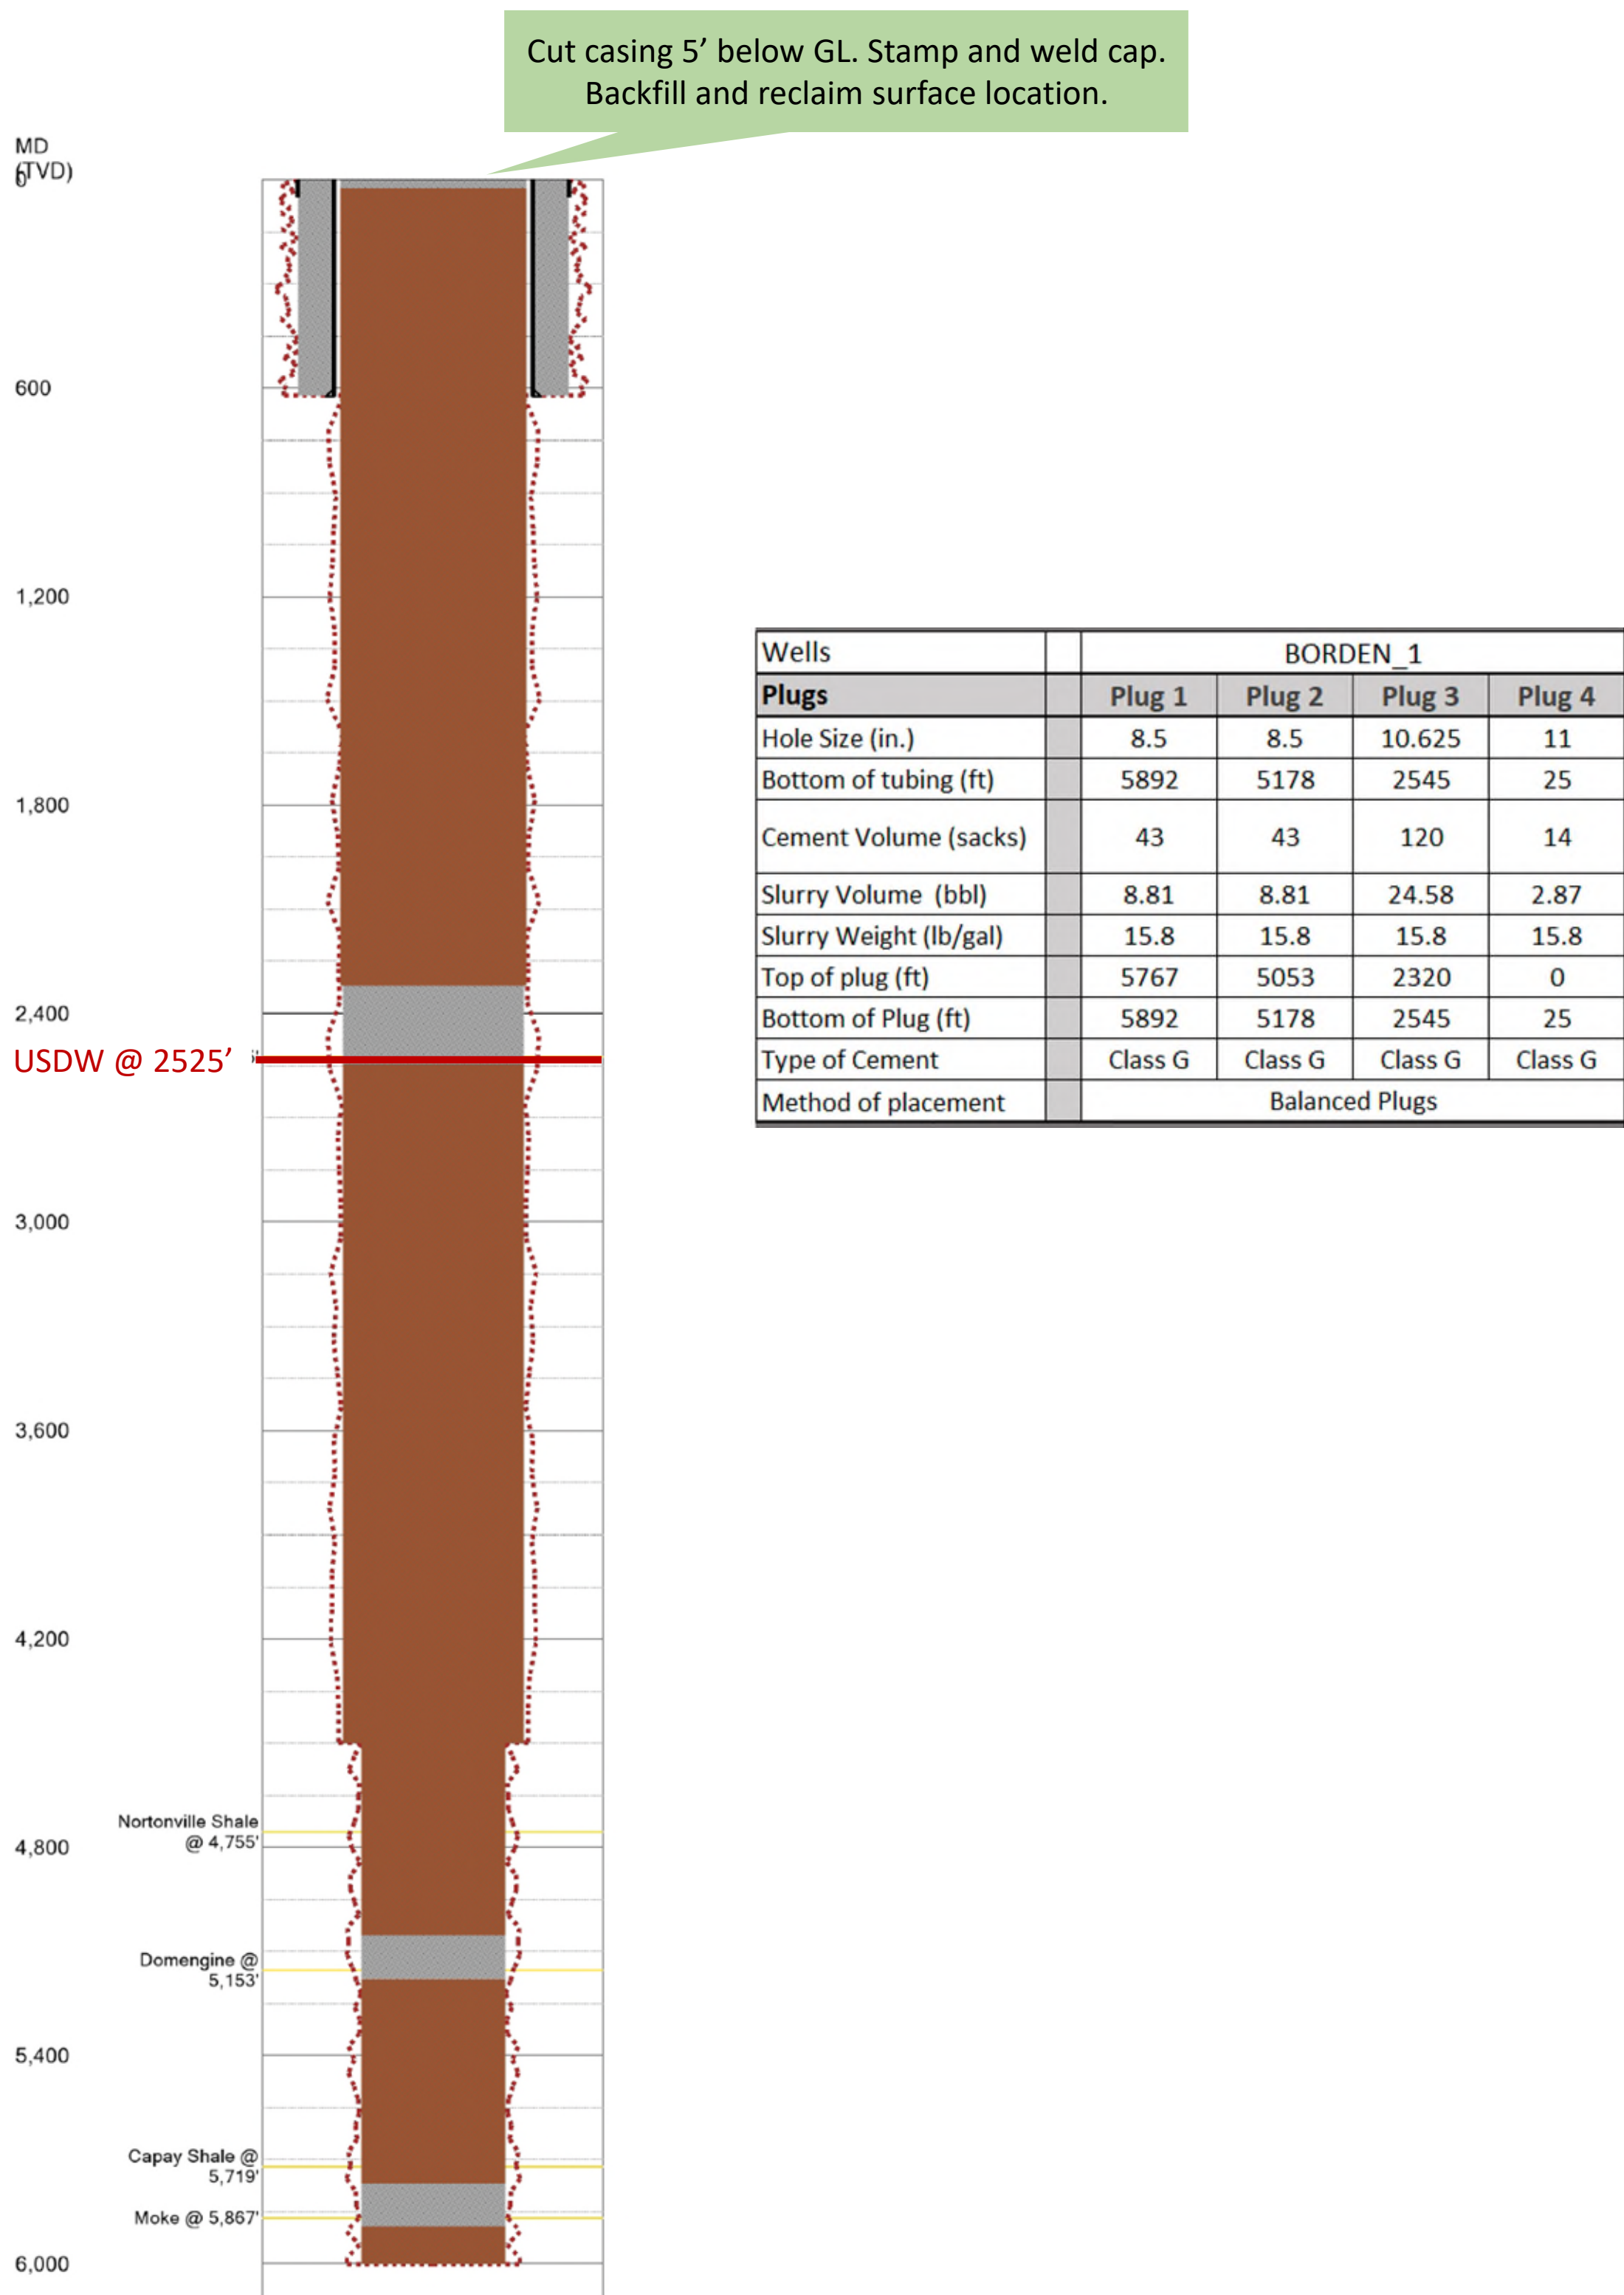 Cut casing 5’ below GL. Stamp and weld cap.
Backfill and reclaim surface location.
MD
(TVD)
0
600
1,200
1,800
2,400
USDW @ 2525’
3,000
3,600
4,200
Nortonville Shale
@ 4,755'
4,800
Domengine @
5,153'
5,400
Capay Shale @
5,719'
Moke @ 5,867'
6,000
Wells BORDEN_1
Plugs Plug 1 Plug 2 Plug 3 Plug 4
Hole Size (in.) 8.5 8.5 10.625 11
Bottom of tubing (ft) 5892 5178 2545 25
Cement Volume (sacks) 43 43 120 14
Slurry Volume (bbl) 8.81 8.81 24.58 2.87
Slurry Weight (lb/gal) 15.8 15.8 15.8 15.8
Top of plug (ft) 5767 5053 2320 0
Bottom of Plug (ft) 5892 5178 2545 25
Type of Cement Class G Class G Class G Class G
Method of placement Balanced Plugs